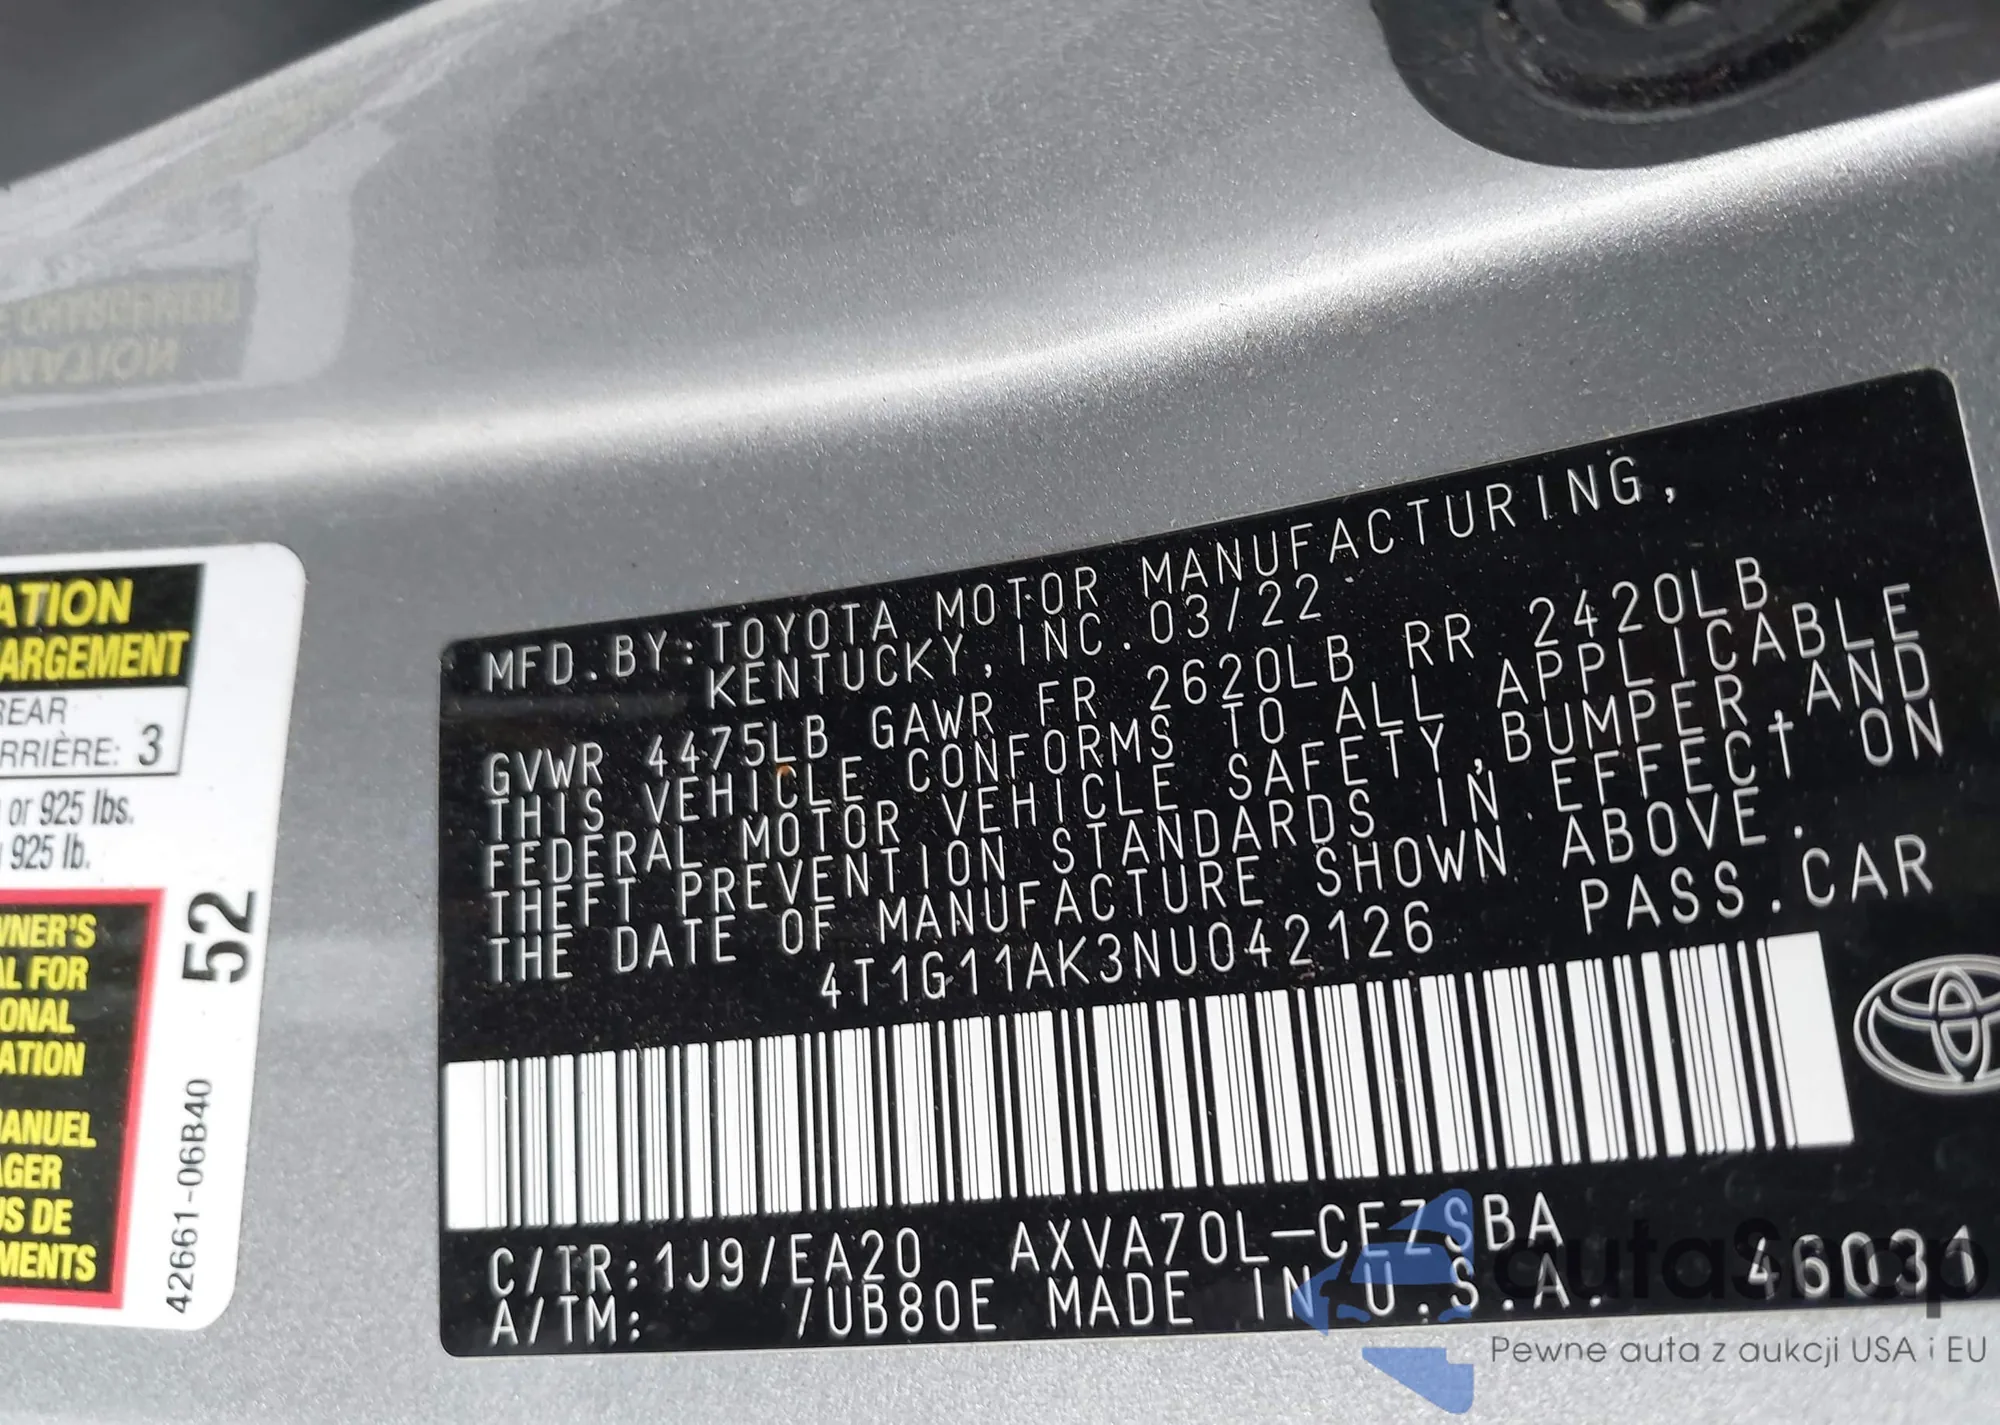 ATION
ARGEMENT
REAR
RRIÈRE: 3
or 925 lbs.
925 lb.
52
WNER'S
AL FOR
ONAL
ATION
MANUEL
AGER
US DE
MENTS
42661-06B40
MFD.BY:TOYOTA MOTOR MANUFACTURING,
KENTUCKY, INC. 03/22
GVWR 4475LB GAWR FR 2620LB RR 2420LB
THIS VEHICLE CONFORMS TO ALL APPLICABLE
FEDERAL MOTOR VEHICLE SAFETY,BUMPER,AND
THEFT PREVENTION STANDARDS IN EFFECT ON
THE DATE OF MANUFACTURE SHOWN ABOVE.
4T1G11AK3NU042126 PASS.CAR
C/TR:1J9/EA20 AXVA70L-CEZSBA
A/TM: /UB80E MADE IN U.S.A. 46031
autaShop
Pewne auta z aukcji USA i EU